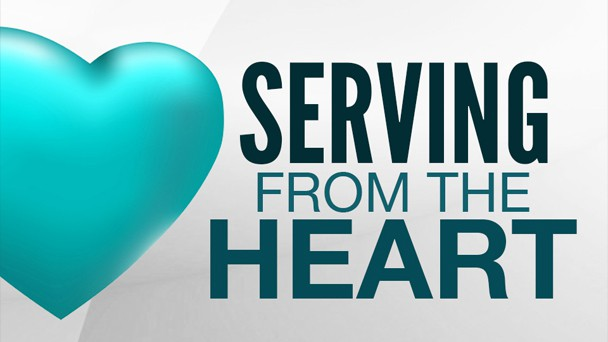 SERVING
FROM THE
HEART